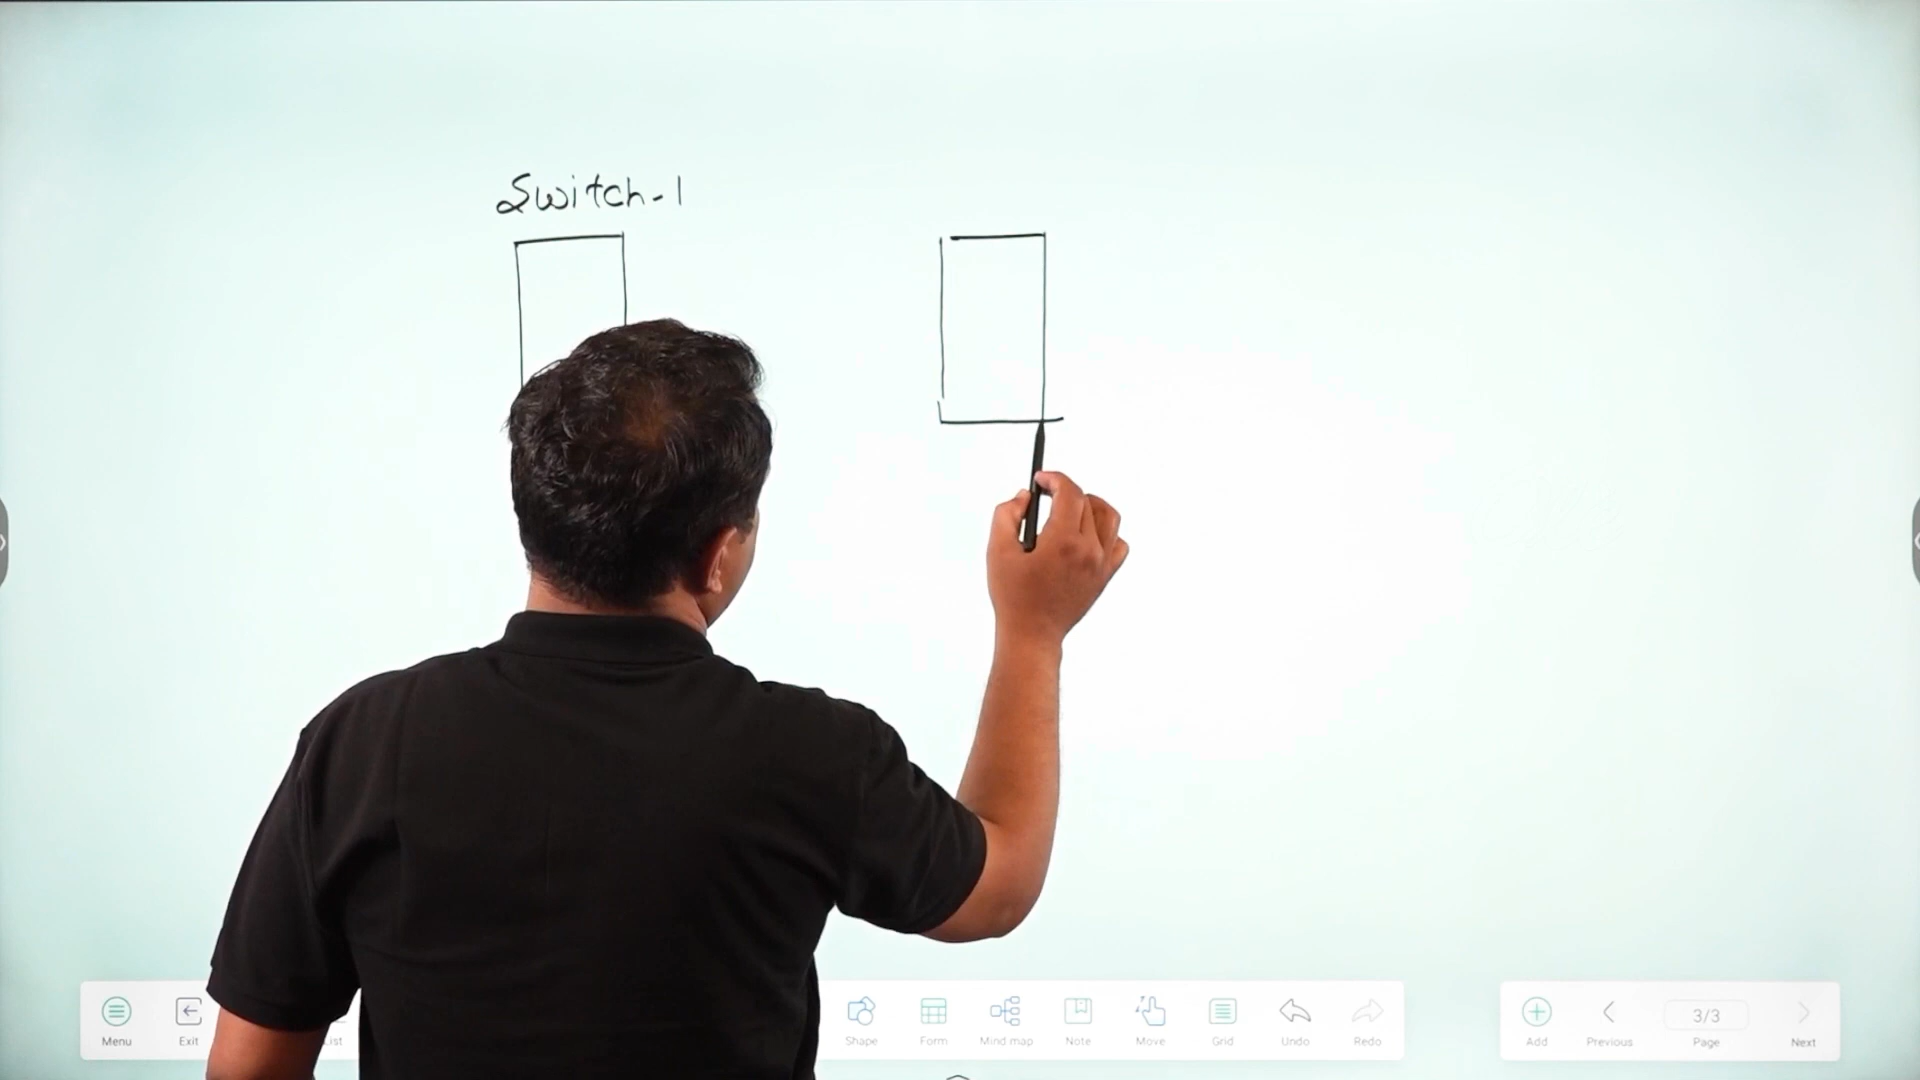 Switch-1
Menu
Exit
List
Shape
Form
Mind map
Note
Move
Grid
Undo
Redo
Add
Previous
3/3
Page
Next